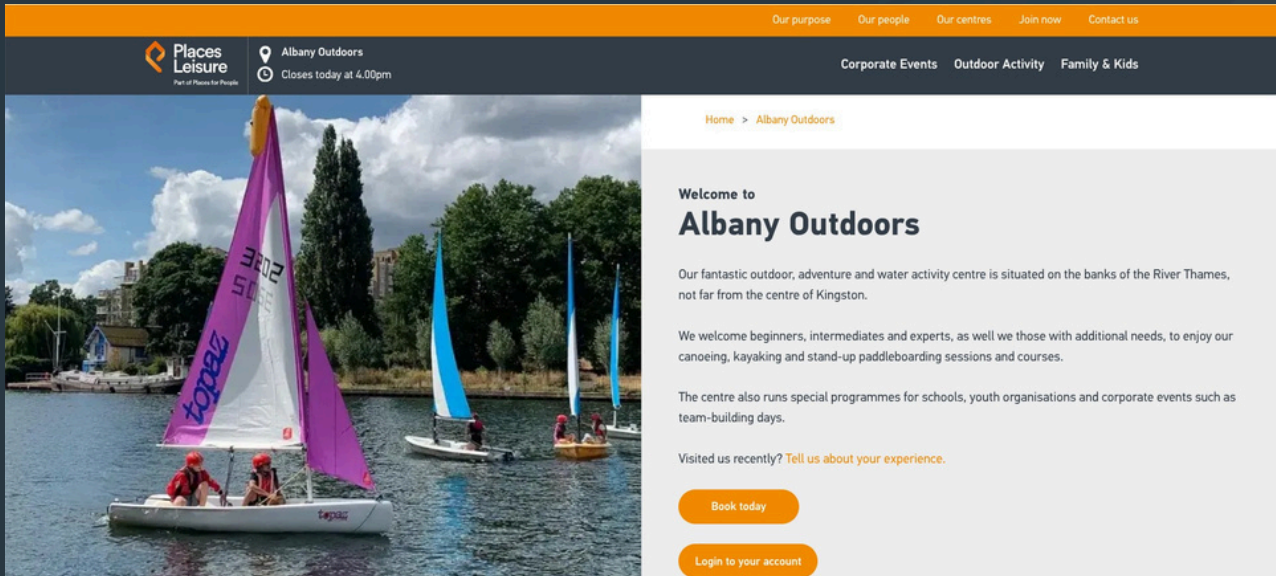 Our purpose Our people Our centres Join now Contact us
Places
Leisure
Part of Places for People
Albany Outdoors
Closes today at 4.00pm
Corporate Events Outdoor Activity Family & Kids
Home > Albany Outdoors
3202
topaz
topaz
Welcome to
Albany Outdoors
Our fantastic outdoor, adventure and water activity centre is situated on the banks of the River Thames,
not far from the centre of Kingston.
We welcome beginners, intermediates and experts, as well we those with additional needs, to enjoy our
canoeing, kayaking and stand-up paddleboarding sessions and courses.
The centre also runs special programmes for schools, youth organisations and corporate events such as
team-building days.
Visited us recently? Tell us about your experience.
Book today
Login to your account